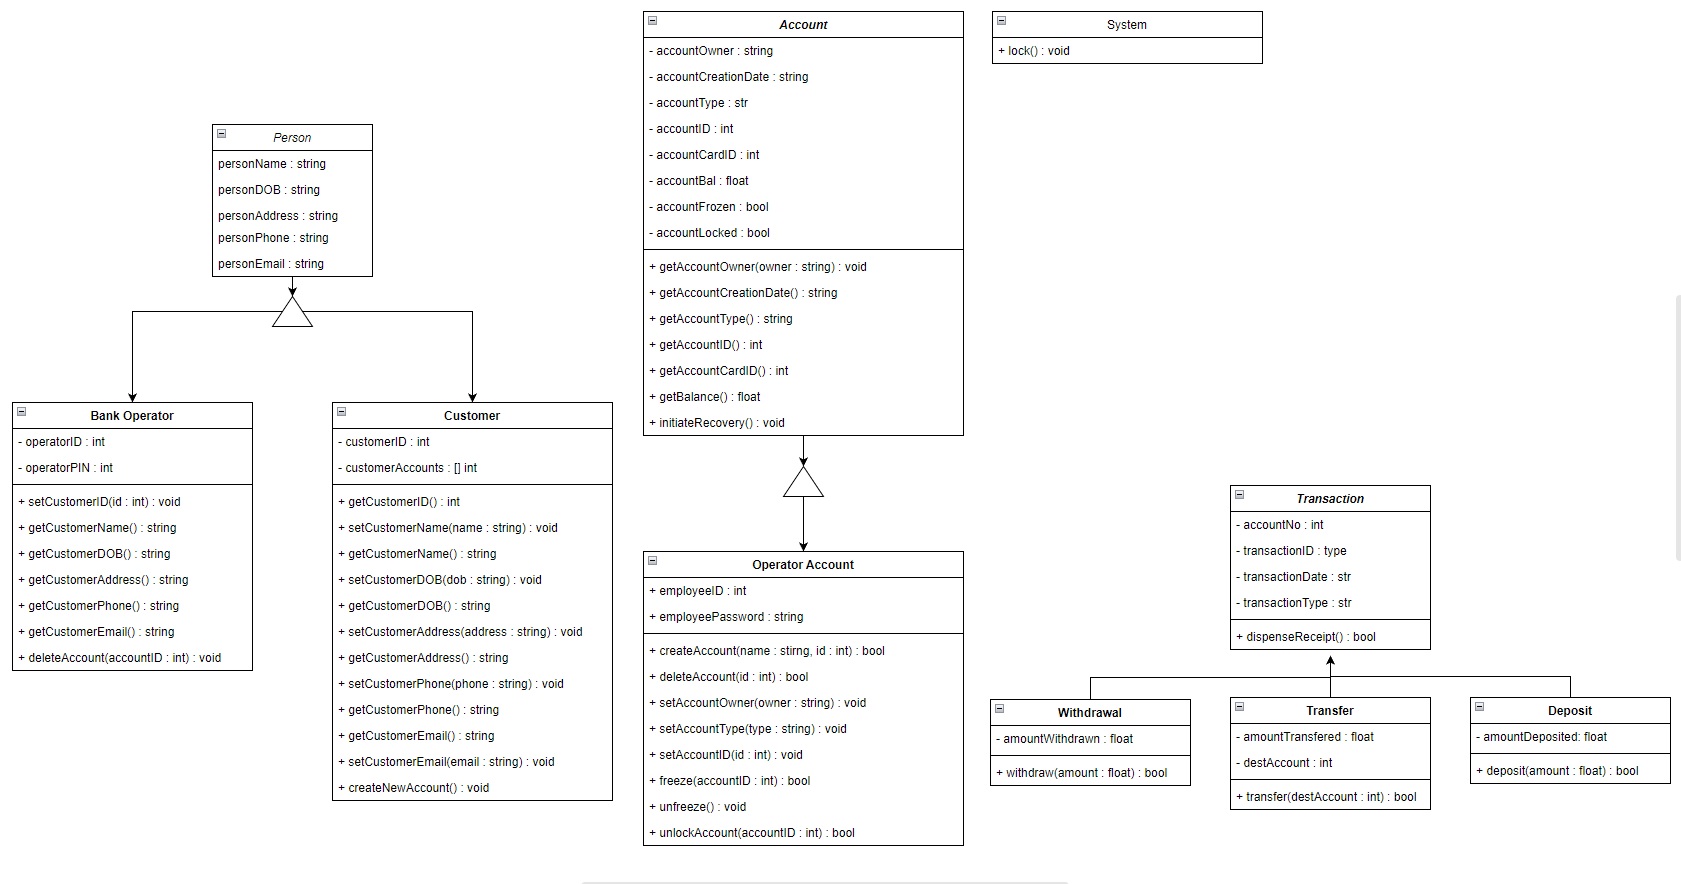 Account
- accountOwner : string
- accountCreationDate : string
- accountType : str
- accountID : int
- accountCardID : int
- accountBal : float
- accountFrozen : bool
- accountLocked : bool
+ getAccountOwner(owner : string) : void
+ getAccountCreationDate() : string
+ getAccountType() : string
+ getAccountID() : int
+ getAccountCardID() : int
+ getBalance() : float
+ initiateRecovery() : void
System
+ lock() : void
Person
personName : string
personDOB : string
personAddress : string
personPhone : string
personEmail : string
Bank Operator
- operatorID : int
- operatorPIN : int
+ setCustomerID(id : int) : void
+ getCustomerName() : string
+ getCustomerDOB() : string
+ getCustomerAddress() : string
+ getCustomerPhone() : string
+ getCustomerEmail() : string
+ deleteAccount(accountID : int) : void
Customer
- customerID : int
- customerAccounts : [] int
+ getCustomerID() : int
+ setCustomerName(name : string) : void
+ getCustomerName() : string
+ setCustomerDOB(dob : string) : void
+ getCustomerDOB() : string
+ setCustomerAddress(address : string) : void
+ getCustomerAddress() : string
+ setCustomerPhone(phone : string) : void
+ getCustomerPhone() : string
+ getCustomerEmail() : string
+ setCustomerEmail(email : string) : void
+ createNewAccount() : void
Operator Account
+ employeeID : int
+ employeePassword : string
+ createAccount(name : stirng, id : int) : bool
+ deleteAccount(id : int) : bool
+ setAccountOwner(owner : string) : void
+ setAccountType(type : string) : void
+ setAccountID(id : int) : void
+ freeze(accountID : int) : bool
+ unfreeze() : void
+ unlockAccount(accountID : int) : bool
Transaction
- accountNo : int
- transactionID : type
- transactionDate : str
- transactionType : str
+ dispenseReceipt() : bool
Withdrawal
- amountWithdrawn : float
+ withdraw(amount : float) : bool
Transfer
- amountTransfered : float
- destAccount : int
+ transfer(destAccount : int) : bool
Deposit
- amountDeposited: float
+ deposit(amount : float) : bool